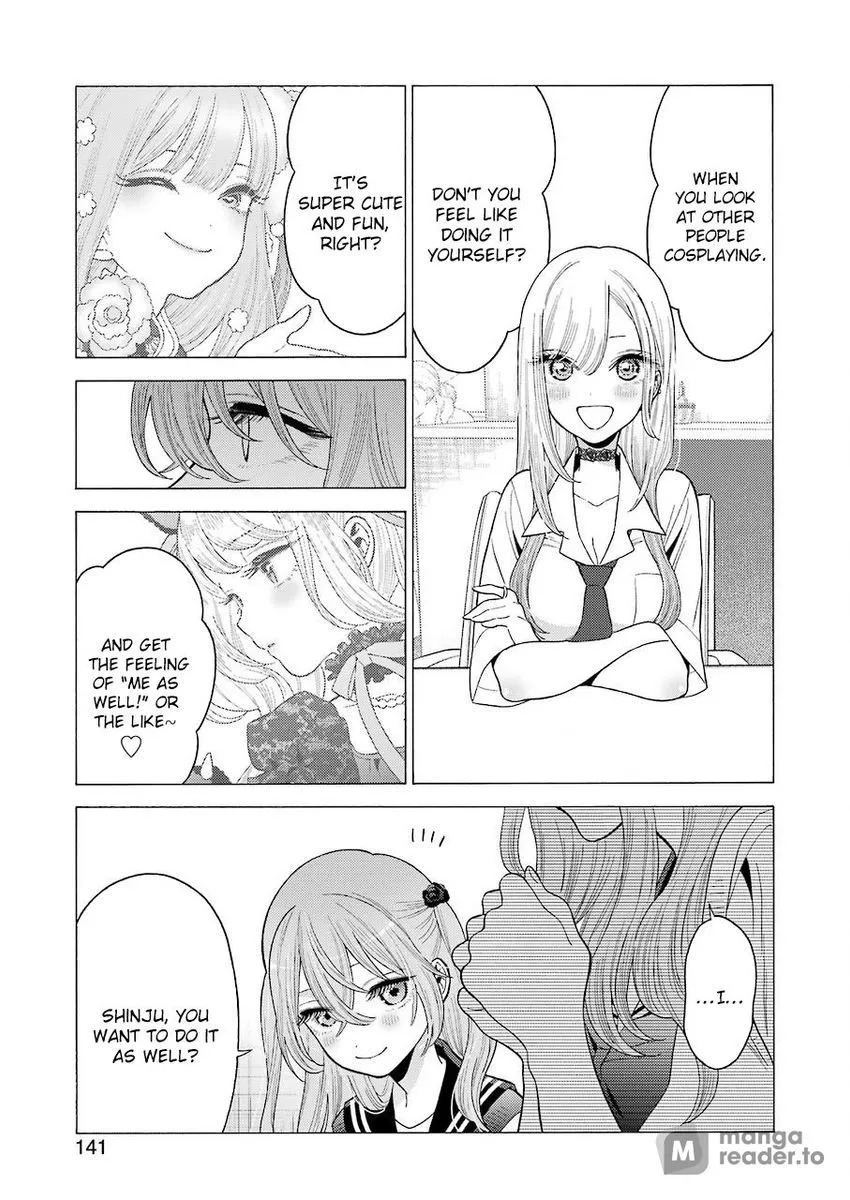 WHEN
YOU LOOK
AT OTHER
PEOPLE
COSPLAYING.
DON'T YOU
FEEL LIKE
DOING IT
YOURSELF?
IT'S
SUPER CUTE
AND FUN,
RIGHT?
AND GET
THE FEELING
OF "ME AS
WELL!" OR
THE LIKE~
♡
...I...
SHINJU, YOU
WANT TO DO IT
AS WELL?
141
M manga
reader.to